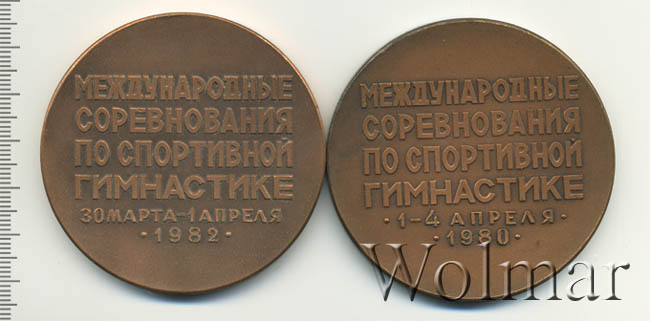 МЕЖДУНАРОДНЫЕ
СОРЕВНОВАНИЯ
ПО СПОРТИВНОЙ
ГИМНАСТИКЕ
30 МАРТА-1 АПРЕЛЯ
·1982·
МЕЖДУНАРОДНЫЕ
СОРЕВНОВАНИЯ
ПО СПОРТИВНОЙ
ГИМНАСТИКЕ
·1-4 АПРЕЛЯ·
·1980·
Wolmar